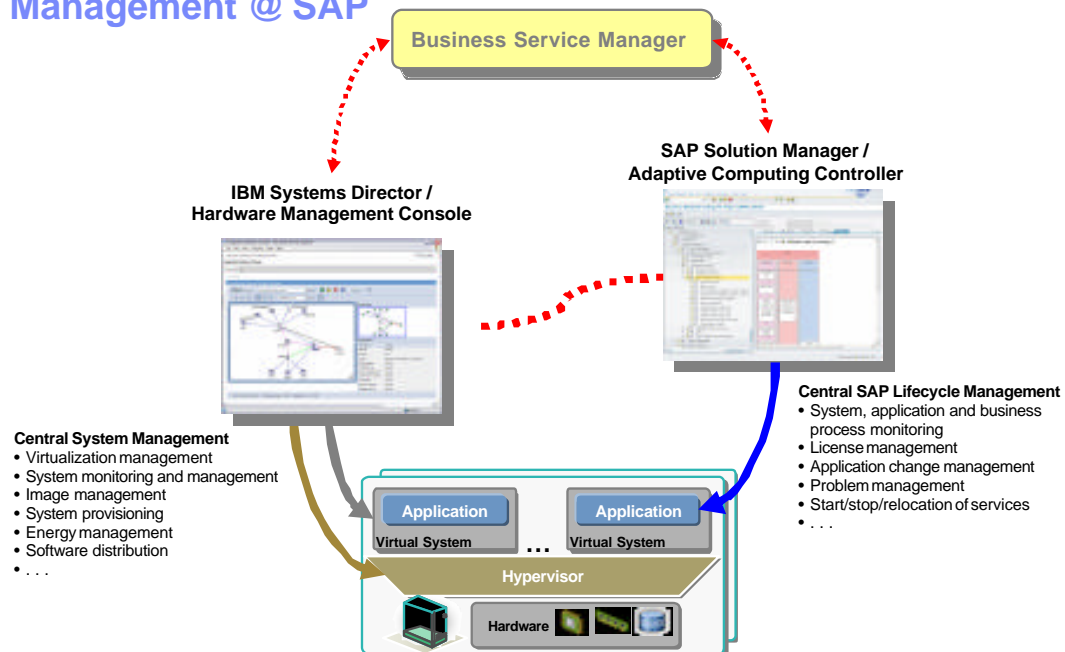 Management @ SAP
Business Service Manager
SAP Solution Manager /
Adaptive Computing Controller
IBM Systems Director /
Hardware Management Console
Central SAP Lifecycle Management
• System, application and business
process monitoring
• License management
• Application change management
• Problem management
• Start/stop/relocation of services
• . . .
Central System Management
• Virtualization management
• System monitoring and management
• Image management
• System provisioning
• Energy management
• Software distribution
• . . .
Application
Application
Virtual System
...
Virtual System
Hypervisor
Hardware